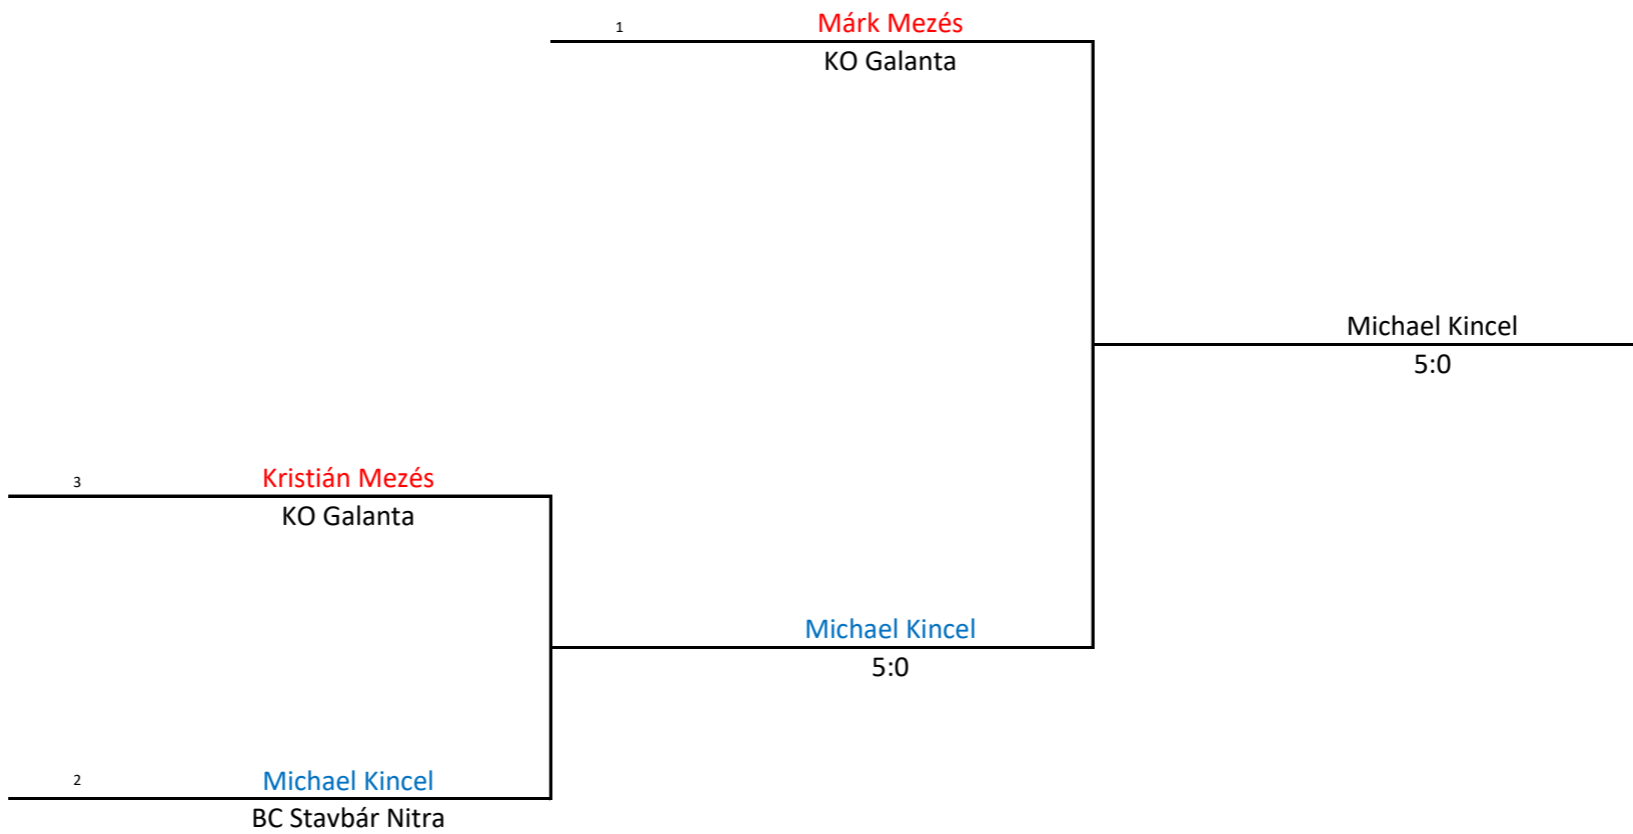 1 Márk Mezés
KO Galanta
Michael Kincel
5:0
3 Kristián Mezés
KO Galanta
Michael Kincel
5:0
2 Michael Kincel
BC Stavbár Nitra